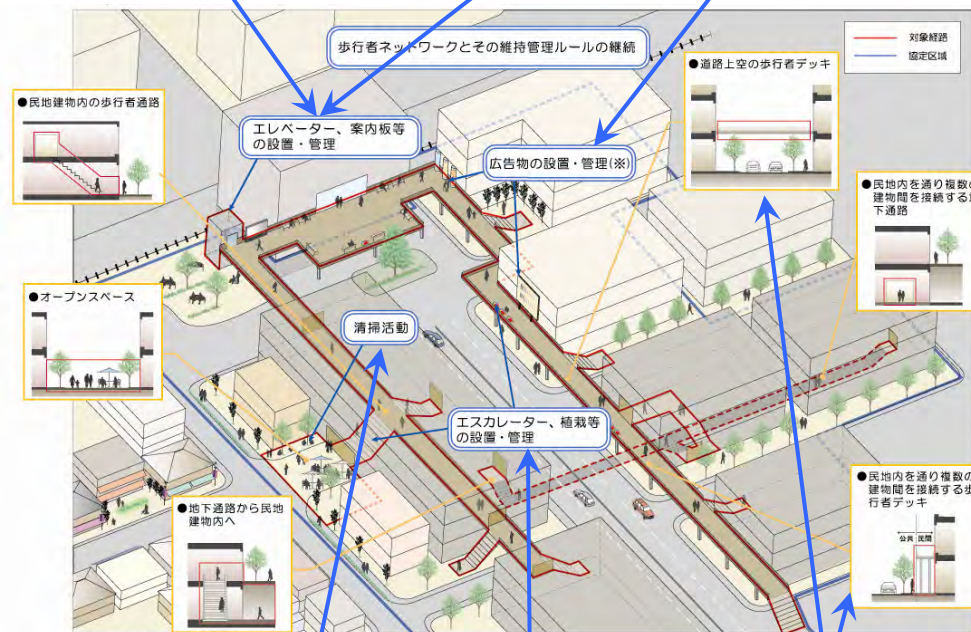 歩行者ネットワークとその維持管理ルールの継続
対象経路
協定区域
●道路上空の歩行者デッキ
●民地建物内の歩行者通路
エレベーター、案内板等
の設置・管理
広告物の設置・管理(※)
●民地内を通り複数の
建物間を接続する
下通路
●オープンスペース
清掃活動
エスカレーター、植栽等
の設置・管理
●地下通路から民地
建物内へ
●民地内を通り複数の
建物間を接続する歩
行者デッキ
公共
民間